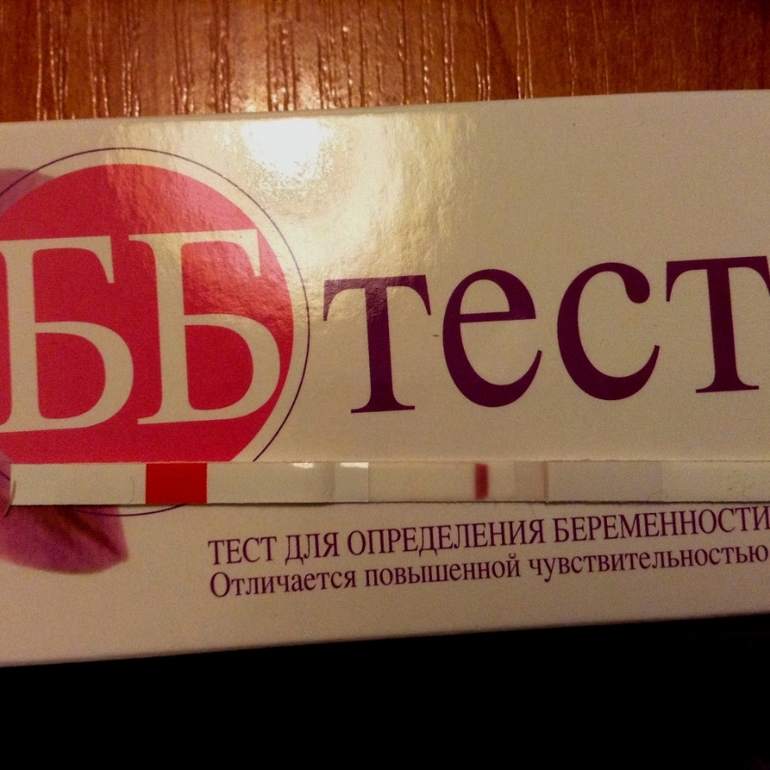 ББ тест
ТЕСТ ДЛЯ ОПРЕДЕЛЕНИЯ БЕРЕМЕННОСТИ
Отличается повышенной чувствительностью